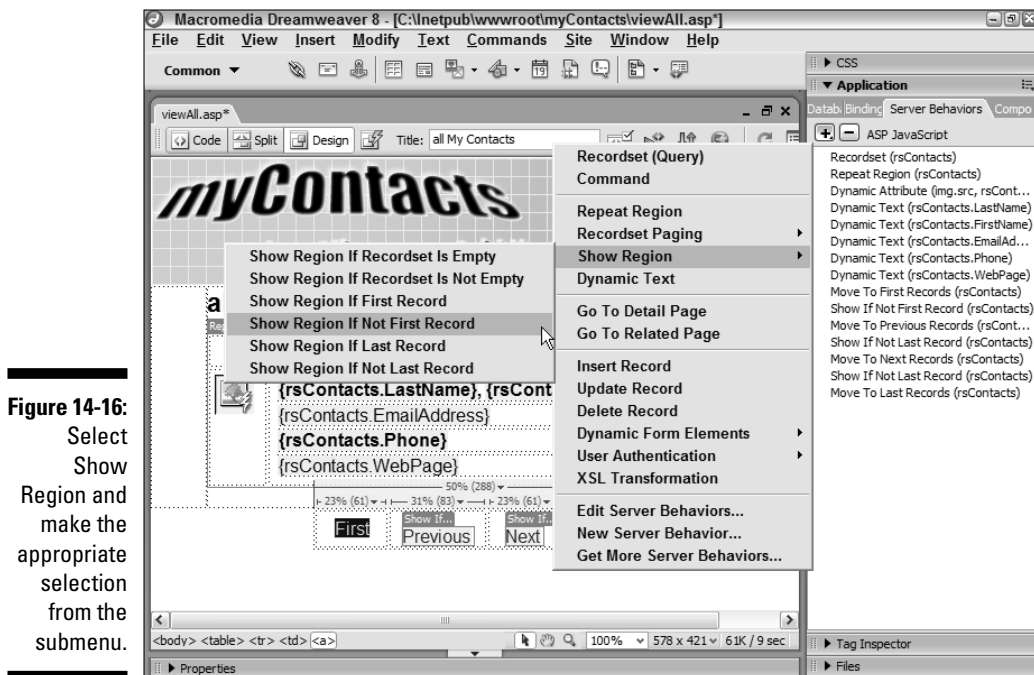 Macromedia Dreamweaver 8 - [C:\Inetpub\wwwroot\myContacts\viewAll.asp*]
File Edit View Insert Modify Text Commands Site Window Help
Common
viewAll.asp*
Code Split Design Title: all My Contacts
myContacts
Show Region If Recordset Is Empty
Show Region If Recordset Is Not Empty
Show Region If First Record
Show Region If Not First Record
Show Region If Last Record
Show Region If Not Last Record
{rsContacts.LastName}, {rsCont
{rsContacts.EmailAddress}
{rsContacts.Phone}
{rsContacts.WebPage}
50% (288)
23% (61) 31% (83) 23% (61)
Show If... Show If..
First Previous Next
Recordset (Query)
Command
Repeat Region
Recordset Paging
Show Region
Dynamic Text
Go To Detail Page
Go To Related Page
Insert Record
Update Record
Delete Record
Dynamic Form Elements
User Authentication
XSL Transformation
Edit Server Behaviors...
New Server Behavior...
Get More Server Behaviors...
<body> <table> <tr> <td> <a>
100% 578 x 421 61K / 9 sec
Properties
CSS
Application
Datab. Binding Server Behaviors Compo
ASP JavaScript
Recordset (rsContacts)
Repeat Region (rsContacts)
Dynamic Attribute (img.src, rsCont...
Dynamic Text (rsContacts.LastName)
Dynamic Text (rsContacts.FirstName)
Dynamic Text (rsContacts.EmailAd...
Dynamic Text (rsContacts.Phone)
Dynamic Text (rsContacts.WebPage)
Move To First Records (rsContacts)
Show If Not First Record (rsContacts)
Move To Previous Records (rsCont...
Show If Not Last Record (rsContacts)
Move To Next Records (rsContacts)
Show If Not Last Record (rsContacts)
Move To Last Records (rsContacts)
Tag Inspector
Files
Figure 14-16:
Select
Show
Region and
make the
appropriate
selection
from the
submenu.